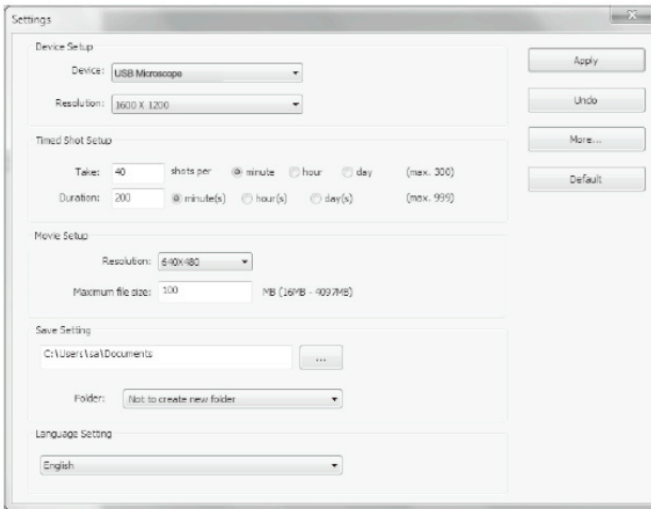 Settings
Device Setup
Device: USB Microscope
Resolution: 1600 X 1200
Timed Shot Setup
Take: 40 shots per minute hour day (max. 300)
Duration: 200 minute(s) hour(s) day(s) (max. 999)
Movie Setup
Resolution: 640X480
Maximum file size: 100 MB (16MB - 4097MB)
Save Setting
C:\Users\sa\Documents ...
Folder: Not to create new folder
Language Setting
English
Apply
Undo
More...
Default